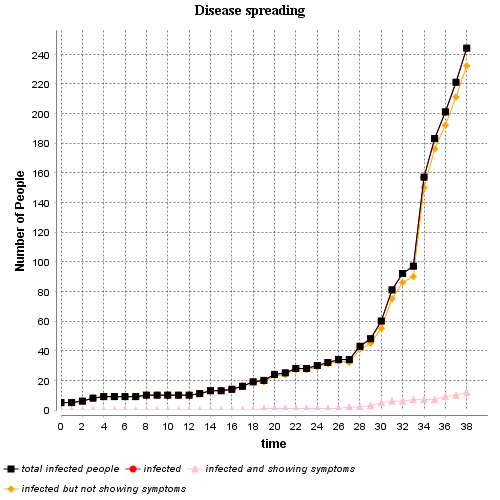 Disease spreading
Number of People
240
220
200
180
160
140
120
100
80
60
40
20
0
0 2 4 6 8 10 12 14 16 18 20 22 24 26 28 30 32 34 36 38
time
total infected people infected infected and showing symptoms
infected but not showing symptoms